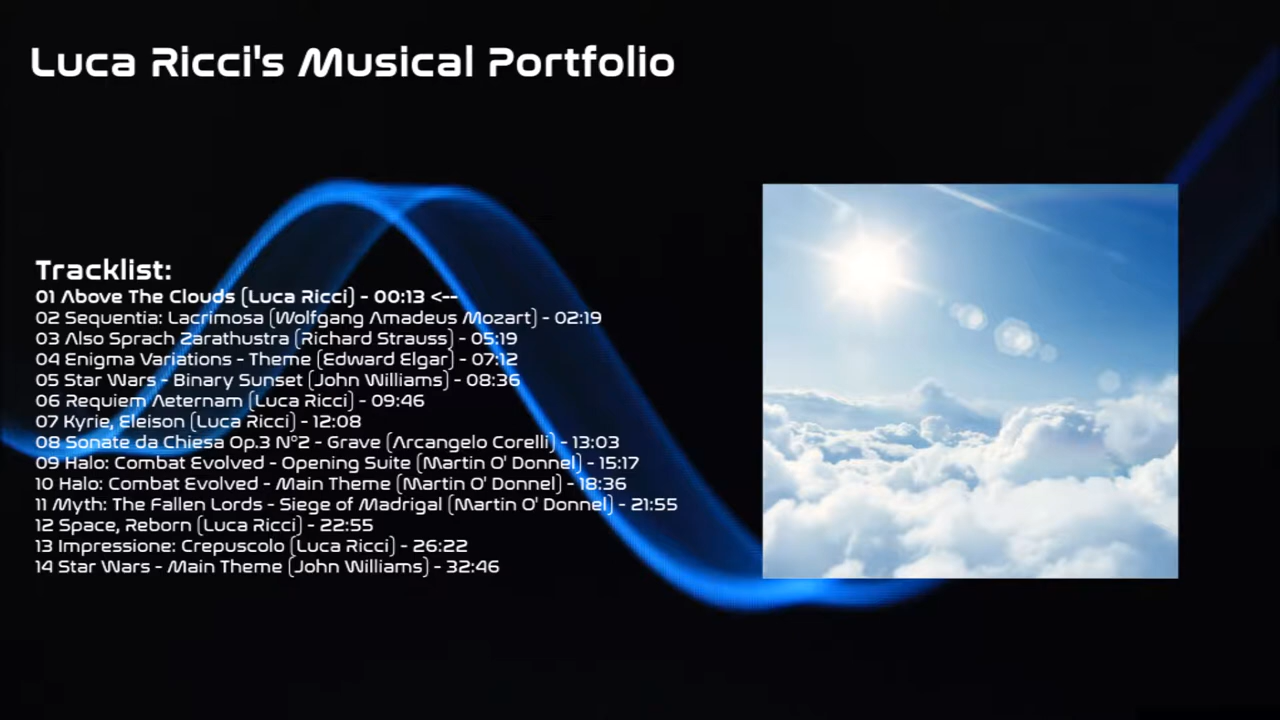 Luca Ricci's Musical Portfolio
Tracklist:
01 Above The Clouds (Luca Ricci) - 00:13 <--
02 Sequentia: Lacrimosa (Wolfgang Amadeus Mozart) - 02:19
03 Also Sprach Zarathustra (Richard Strauss) - 05:19
04 Enigma Variations - Theme (Edward Elgar) - 07:12
05 Star Wars - Binary Sunset (John Williams) - 08:36
06 Requiem Aeternam (Luca Ricci) - 09:46
07 Kyrie, Eleison (Luca Ricci) - 12:08
08 Sonate da Chiesa Op.3 N°2 - Grave (Arcangelo Corelli) - 13:03
09 Halo: Combat Evolved - Opening Suite (Martin O' Donnel) - 15:17
10 Halo: Combat Evolved - Main Theme (Martin O' Donnel) - 18:36
11 Myth: The Fallen Lords - Siege of Madrigal (Martin O' Donnel) - 21:55
12 Space, Reborn (Luca Ricci) - 22:55
13 Impressione: Crepuscolo (Luca Ricci) - 26:22
14 Star Wars - Main Theme (John Williams) - 32:46